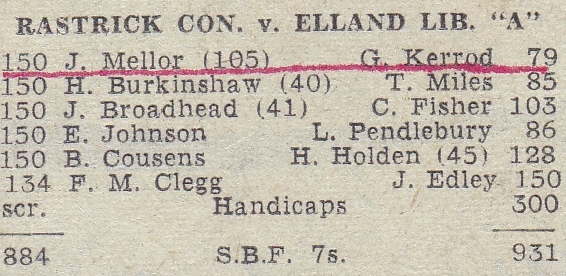 RASTRICK CON. v. ELLAND LIB. "A"
150 J. Mellor (105) G. Kerrod 79
150 H. Burkinshaw (40) T. Miles 85
150 J. Broadhead (41) C. Fisher 103
150 E. Johnson L. Pendlebury 86
150 B. Cousens H. Holden (45) 128
134 F. M. Clegg J. Edley 150
scr. Handicaps 300
884 S.B.F. 7s. 931